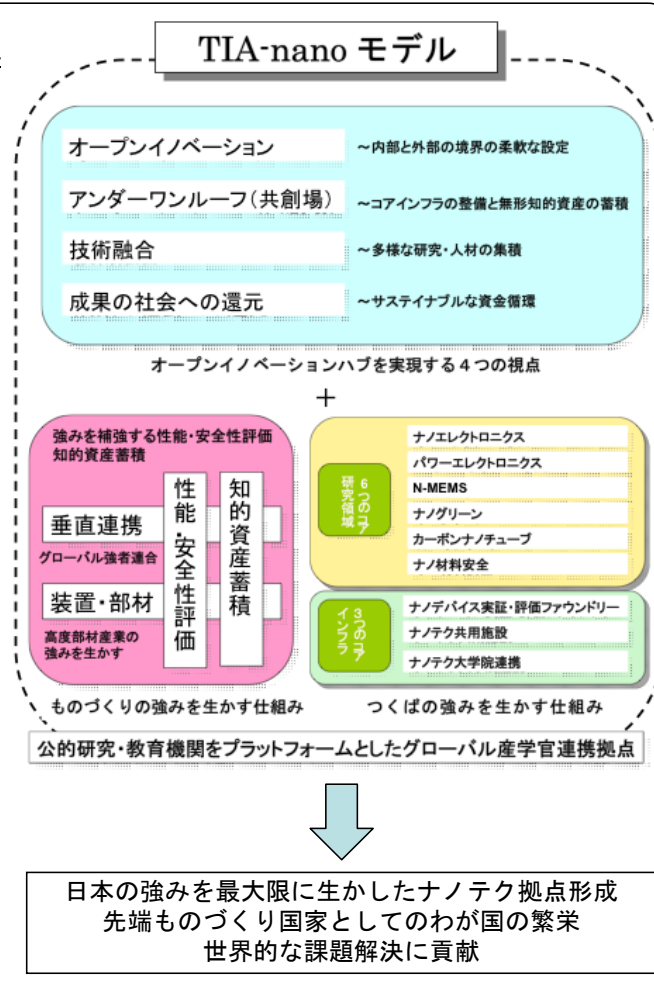 TIA-nano モデル
オープンイノベーション
～内部と外部の境界の柔軟な設定
アンダーワンルーフ(共創場)
～コアインフラの整備と無形知的資産の蓄積
技術融合
～多様な研究・人材の集積
成果の社会への還元
～サステイナブルな資金循環
オープンイノベーションハブを実現する４つの視点
＋
強みを補強する性能・安全性評価
知的資産蓄積
性能・安全性評価
知的資産蓄積
垂直連携
グローバル強者連合
装置・部材
高度部材産業の
強みを生かす
ものづくりの強みを生かす仕組み
6つのコア
研究領域
ナノエレクトロニクス
パワーエレクトロニクス
N-MEMS
ナノグリーン
カーボンナノチューブ
ナノ材料安全
3つのコア
インフラ
ナノデバイス実証・評価ファウンドリー
ナノテク共用施設
ナノテク大学院連携
つくばの強みを生かす仕組み
公的研究・教育機関をプラットフォームとしたグローバル産学官連携拠点
日本の強みを最大限に生かしたナノテク拠点形成
先端ものづくり国家としてのわが国の繁栄
世界的な課題解決に貢献